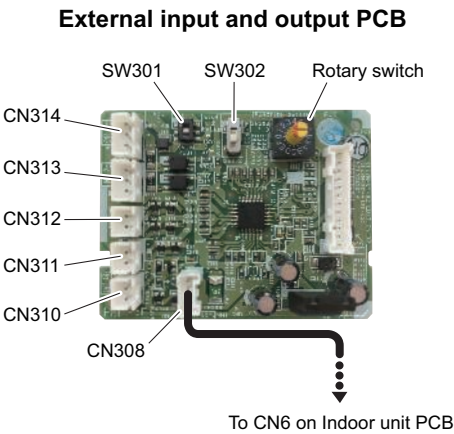 External input and output PCB
SW301
SW302
Rotary switch
CN314
CN313
CN312
CN311
CN310
CN308
To CN6 on Indoor unit PCB